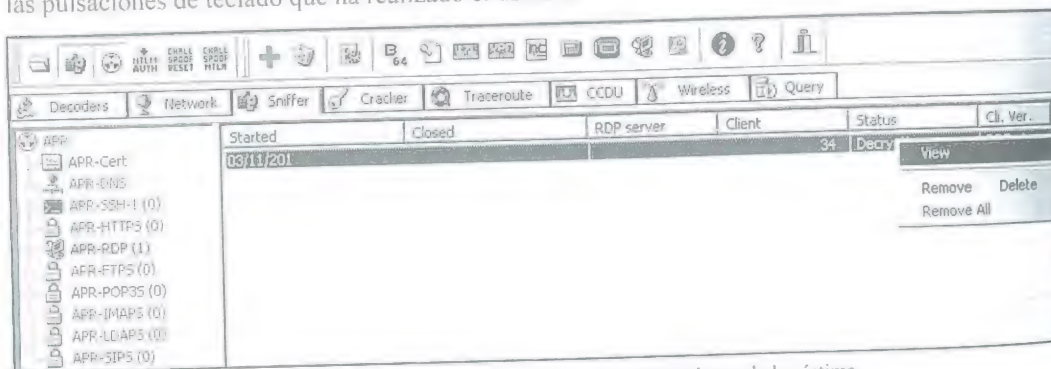 las pulsaciones de teclado que ha realizado
NTLM AUTH CHALL SPOOF RESET CHALL SPOOF NTLM B 64
Decoders Network Sniffer Cracker Traceroute CCDU Wireless Query
APR Started Closed RDP server Client Status Cli. Ver.
APR-Cert 03/11/201 34 Decry View
APR-DNS
APR-SSH-1 (0) Remove Delete
APR-HTTPS (0) Remove All
APR-RDP (1)
APR-FTPS (0)
APR-POP3S (0)
APR-IMAPS (0)
APR-LDAPS (0)
APR-SIPS (0)